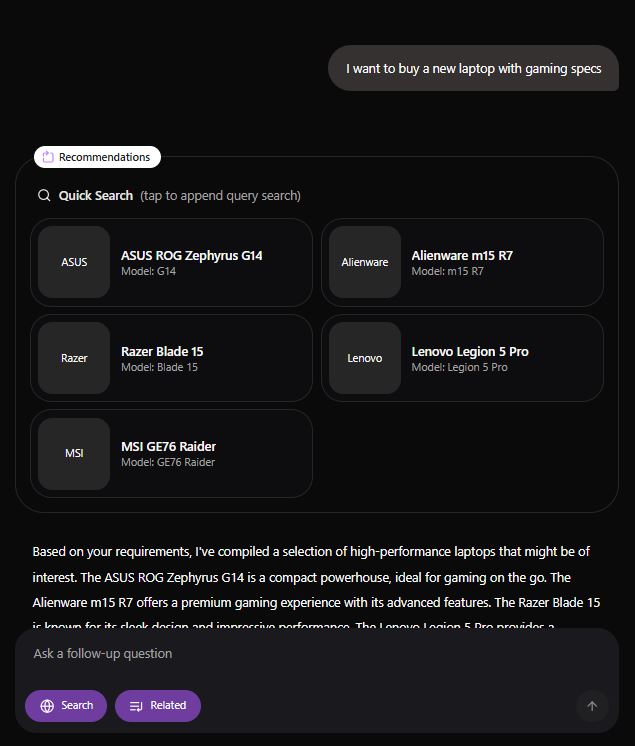 I want to buy a new laptop with gaming specs
Recommendations
Quick Search (tap to append query search)
ASUS
ASUS ROG Zephyrus G14
Model: G14
Alienware
Alienware m15 R7
Model: m15 R7
Razer
Razer Blade 15
Model: Blade 15
Lenovo
Lenovo Legion 5 Pro
Model: Legion 5 Pro
MSI
MSI GE76 Raider
Model: GE76 Raider
Based on your requirements, I've compiled a selection of high-performance laptops that might be of
interest. The ASUS ROG Zephyrus G14 is a compact powerhouse, ideal for gaming on the go. The
Alienware m15 R7 offers a premium gaming experience with its advanced features. The Razer Blade 15
is known for its sleek design and impressive performance. The Lenovo Legion 5 Pro provides a
Ask a follow-up question
Search
Related